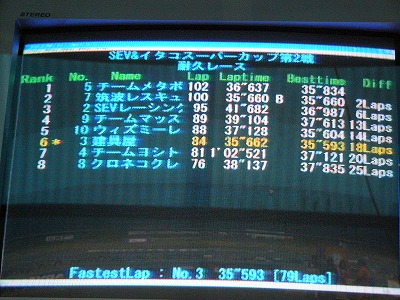 STEREO
SEV&イタコスーパーカップ第2戦
耐久レース
Rank No. Name Lap Laptime Besttime Diff
1 5 チームメタボ 102 36"637 35"834
2 7 筑波レスキュ 100 35"660 B 35"660 2Laps
3 2 SEVレーシング 95 41"682 36"987 6Laps
4 9 チームマッズ 89 39"104 37"613 13Laps
5 10 ウィズミーレ 88 37"128 35"604 14Laps
6 * 3 建具屋 84 35"662 35"593 18Laps
7 4 チームヨシト 81 1'02"521 37"121 20Laps
8 8 クロネコクレ 76 38"137 37"835 25Laps
FastestLap : No.3 35"593 [79Laps]